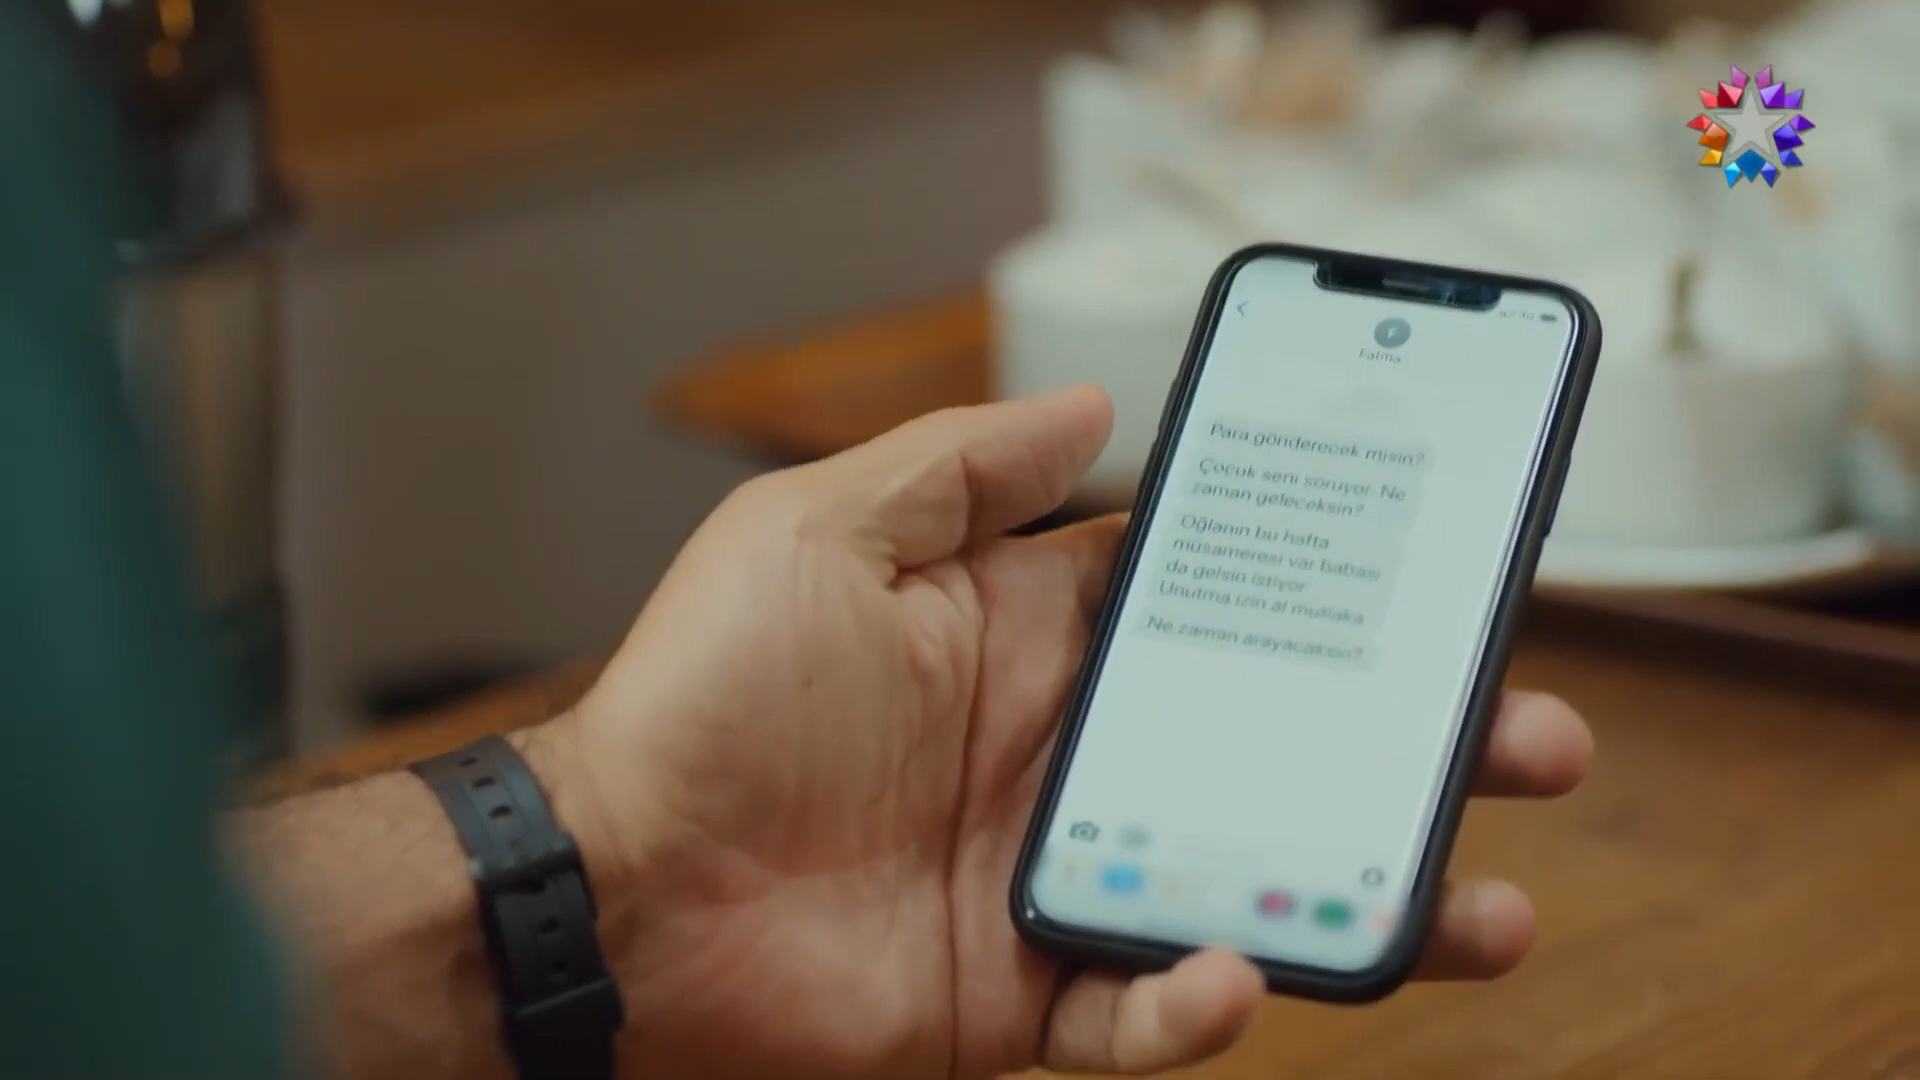 Fatma
Para gönderecek misin?
Çocuk seni soruyor. Ne
zaman geleceksin?
Oğlanın bu hafta
müsameresi var babası
da gelsin istiyor
Unutma izin al mutlaka
Ne zaman arayacaksın?